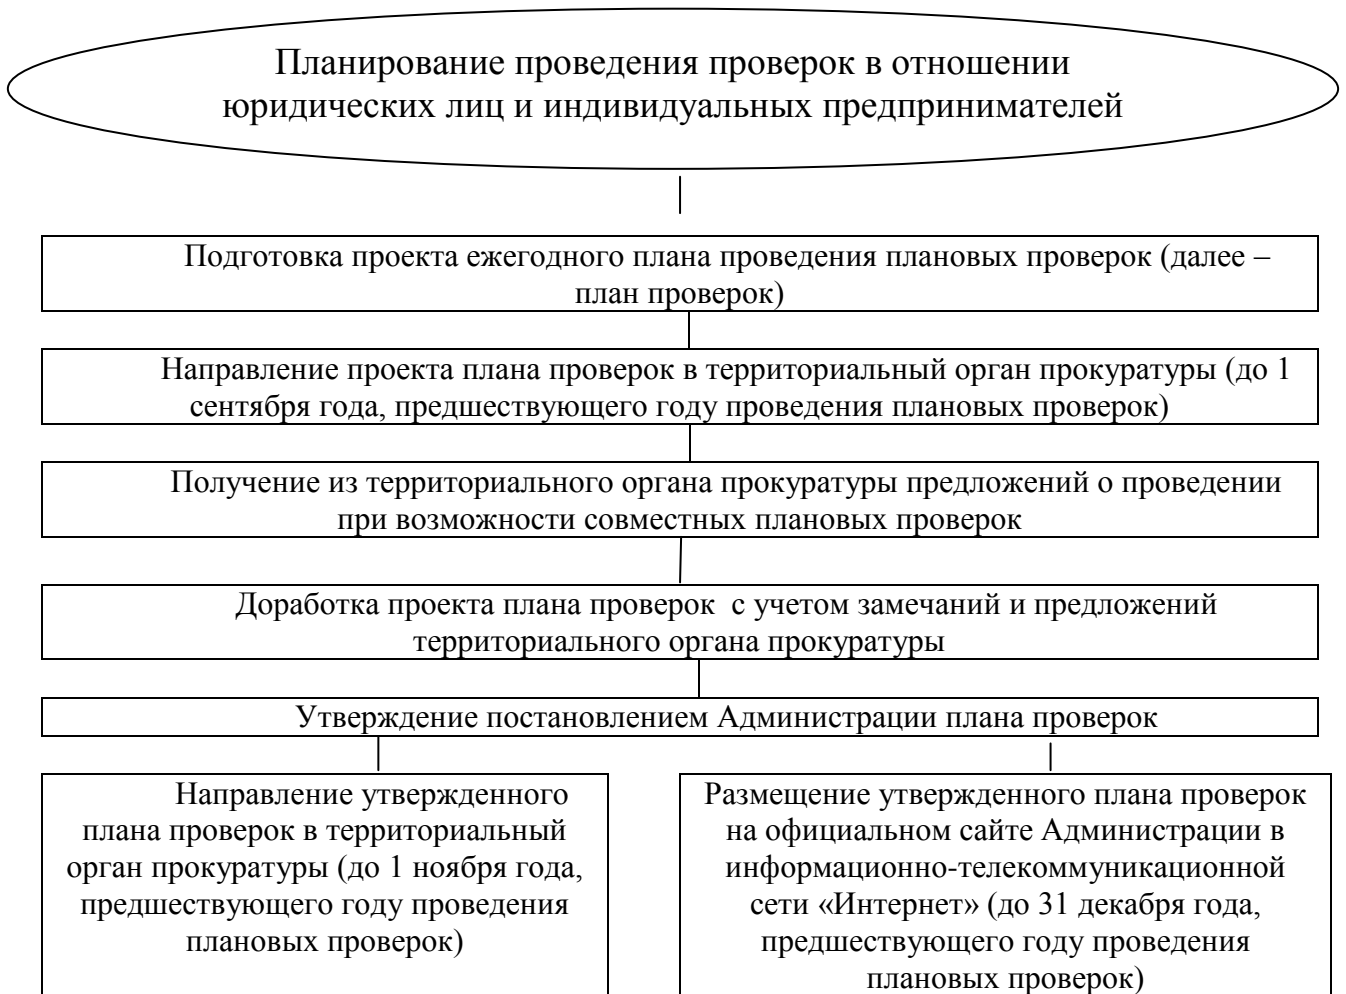 Планирование проведения проверок в отношении
юридических лиц и индивидуальных предпринимателей
Подготовка проекта ежегодного плана проведения плановых проверок (далее –
план проверок)
Направление проекта плана проверок в территориальный орган прокуратуры (до 1
сентября года, предшествующего году проведения плановых проверок)
Получение из территориального органа прокуратуры предложений о проведении
при возможности совместных плановых проверок
Доработка проекта плана проверок с учетом замечаний и предложений
территориального органа прокуратуры
Утверждение постановлением Администрации плана проверок
Направление утвержденного
плана проверок в территориальный
орган прокуратуры (до 1 ноября года,
предшествующего году проведения
плановых проверок)
Размещение утвержденного плана проверок
на официальном сайте Администрации в
информационно-телекоммуникационной
сети «Интернет» (до 31 декабря года,
предшествующего году проведения
плановых проверок)